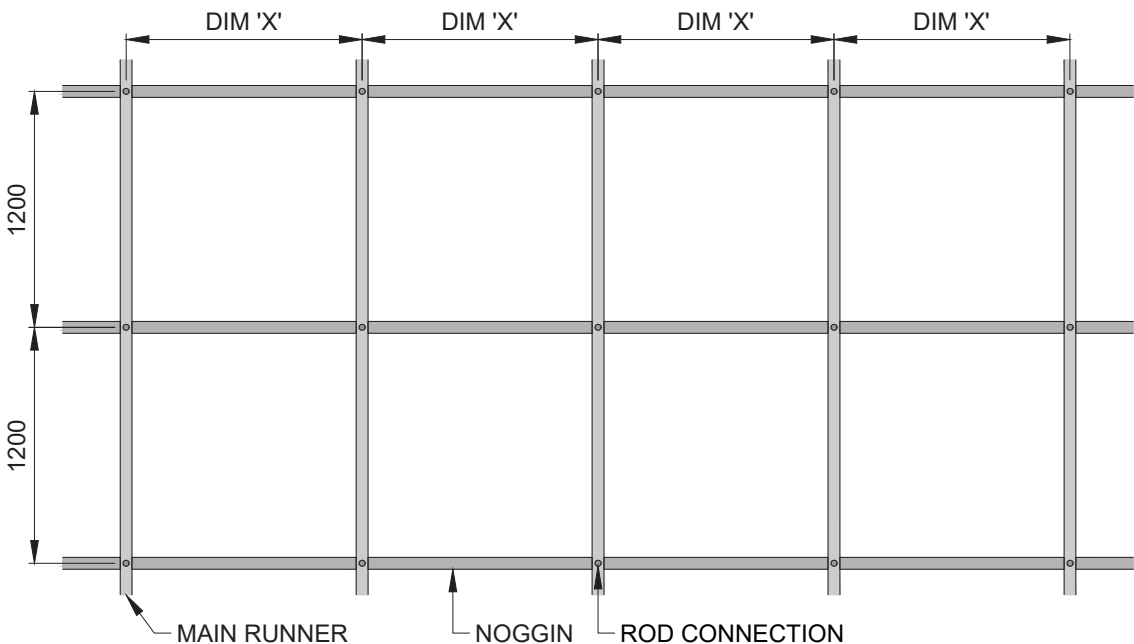 DIM 'X' DIM 'X' DIM 'X' DIM 'X'
1200
1200
MAIN RUNNER NOGGIN ROD CONNECTION